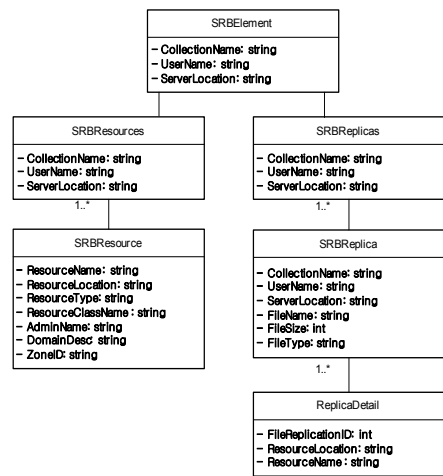 SRBElement
- CollectionName: string
- UserName: string
- ServerLocation: string
SRBResources
- CollectionName: string
- UserName: string
- ServerLocation: string
1..*
SRBResource
- ResourceName: string
- ResourceLocation: string
- ResourceType: string
- ResourceClassName: string
- AdminName: string
- DomainDesc: string
- ZoneID: string
SRBReplicas
- CollectionName: string
- UserName: string
- ServerLocation: string
1..*
SRBReplica
- CollectionName: string
- UserName: string
- ServerLocation: string
- FileName: string
- FileSize: int
- FileType: string
1..*
ReplicaDetail
- FileReplicationID: int
- ResourceLocation: string
- ResourceName: string